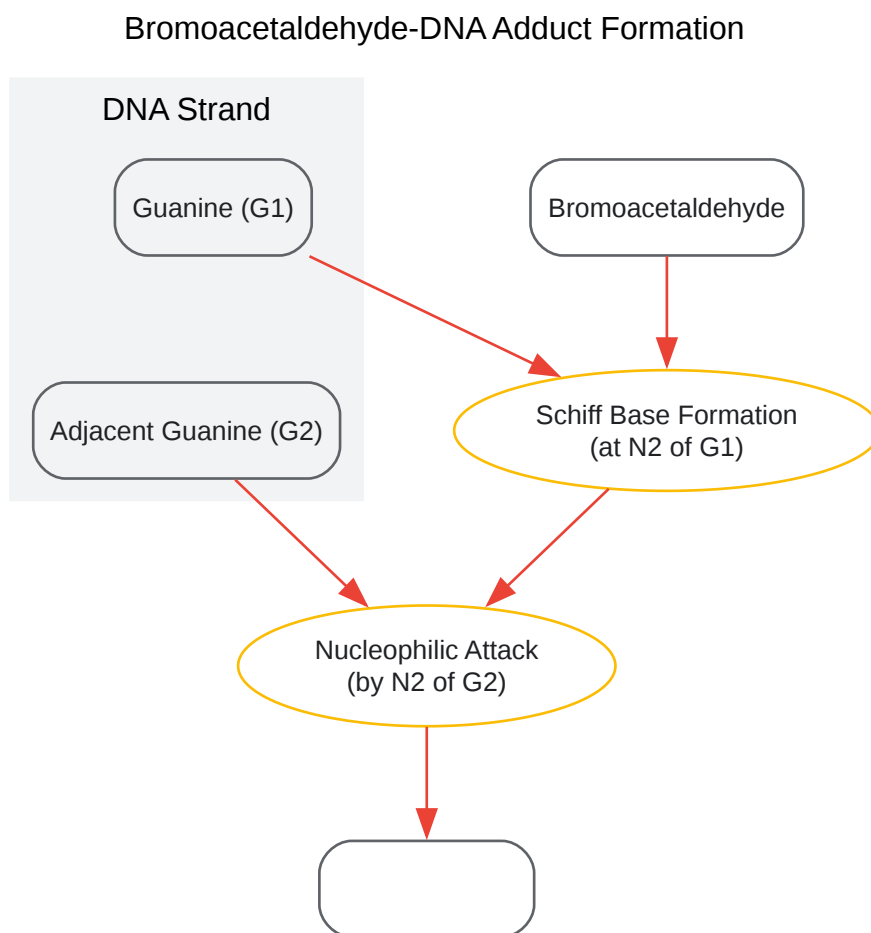 Bromoacetaldehyde-DNA Adduct Formation
DNA Strand
Guanine (G1)
Bromoacetaldehyde
Adjacent Guanine (G2)
Schiff Base Formation
(at N2 of G1)
Nucleophilic Attack
(by N2 of G2)